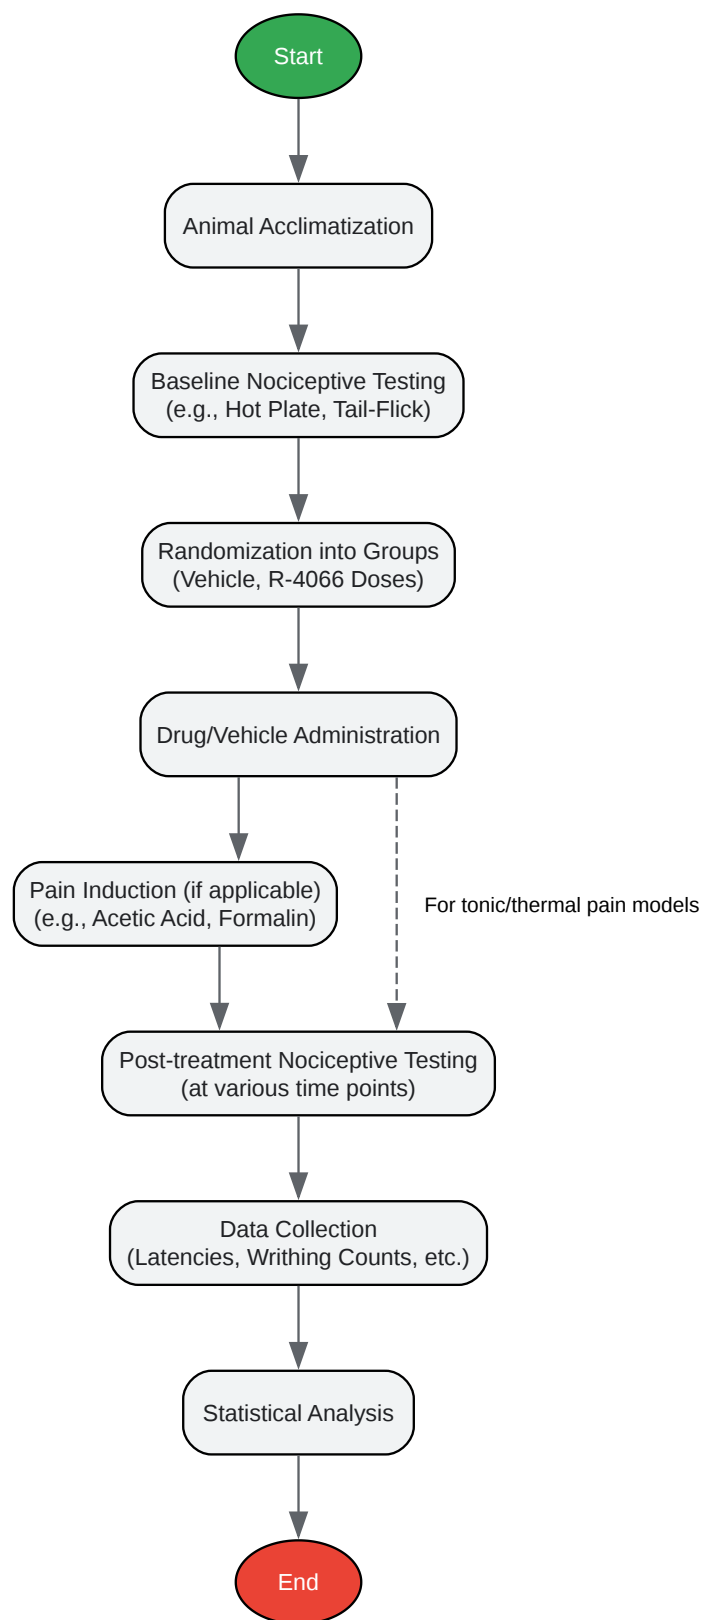 Start
Animal Acclimatization
Baseline Nociceptive Testing
(e.g., Hot Plate, Tail-Flick)
Randomization into Groups
(Vehicle, R-4066 Doses)
Drug/Vehicle Administration
Pain Induction (if applicable)
(e.g., Acetic Acid, Formalin)
For tonic/thermal pain models
Post-treatment Nociceptive Testing
(at various time points)
Data Collection
(Latencies, Writhing Counts, etc.)
Statistical Analysis
End